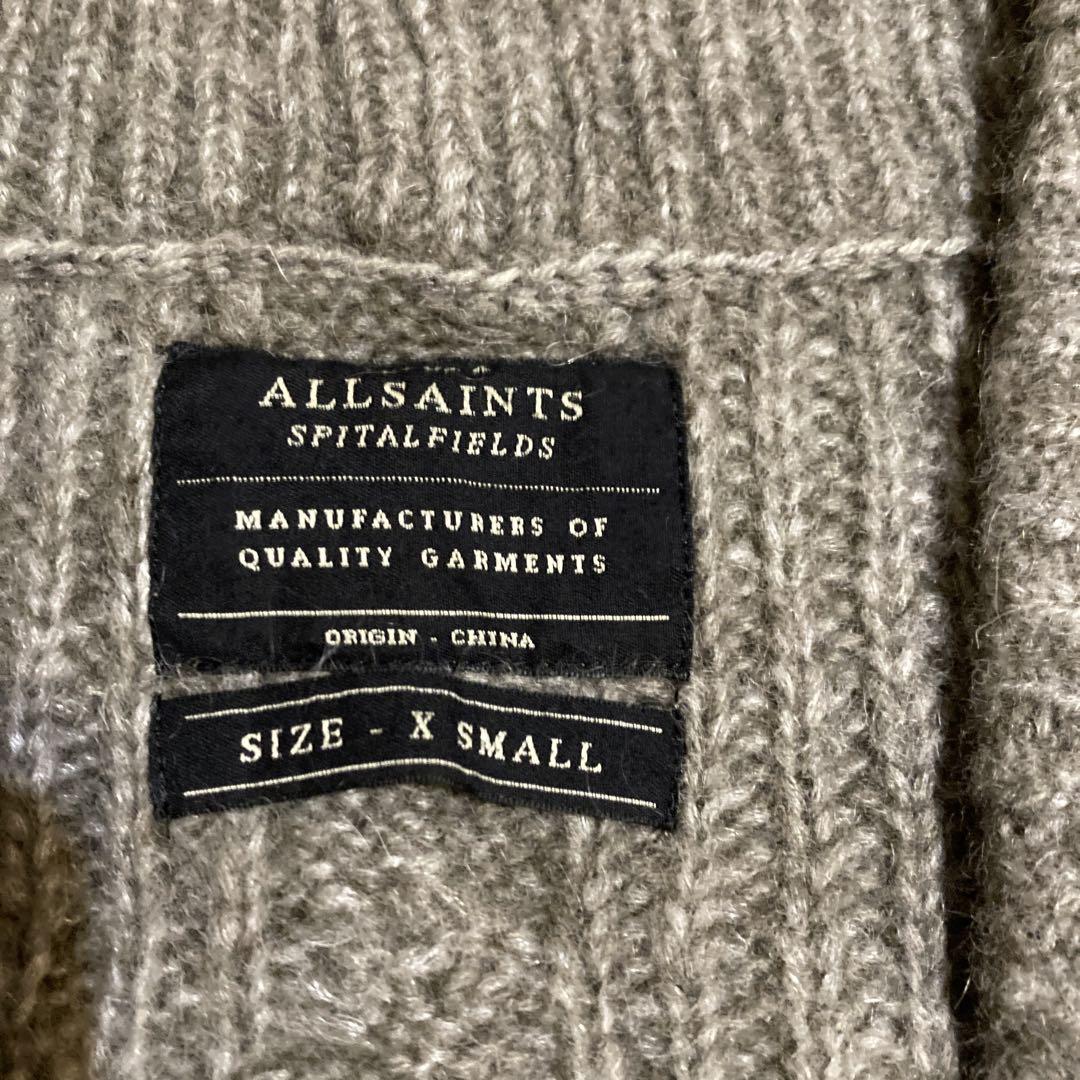 ALLSAINTS
SPITALFIELDS
MANUFACTURERS OF
QUALITY GARMENTS
ORIGIN - CHINA
SIZE - X SMALL